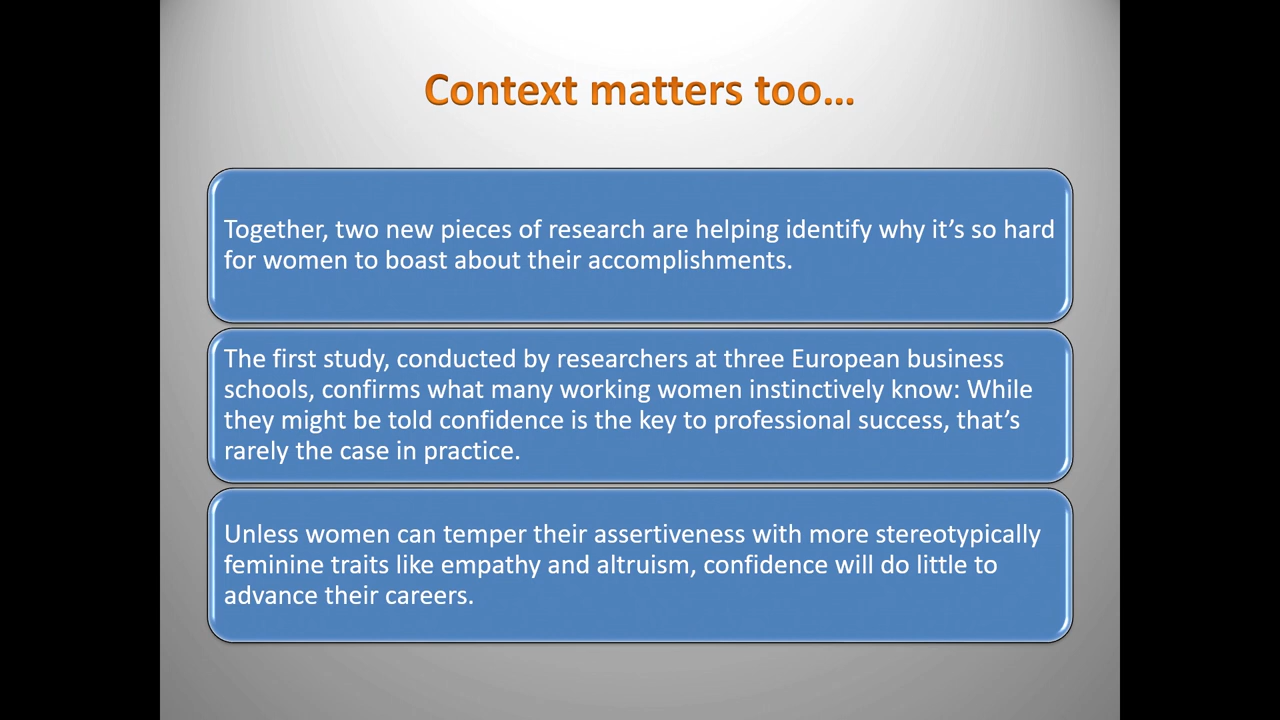 Context matters too…
Together, two new pieces of research are helping identify why it’s so hard
for women to boast about their accomplishments.
The first study, conducted by researchers at three European business
schools, confirms what many working women instinctively know: While
they might be told confidence is the key to professional success, that’s
rarely the case in practice.
Unless women can temper their assertiveness with more stereotypically
feminine traits like empathy and altruism, confidence will do little to
advance their careers.